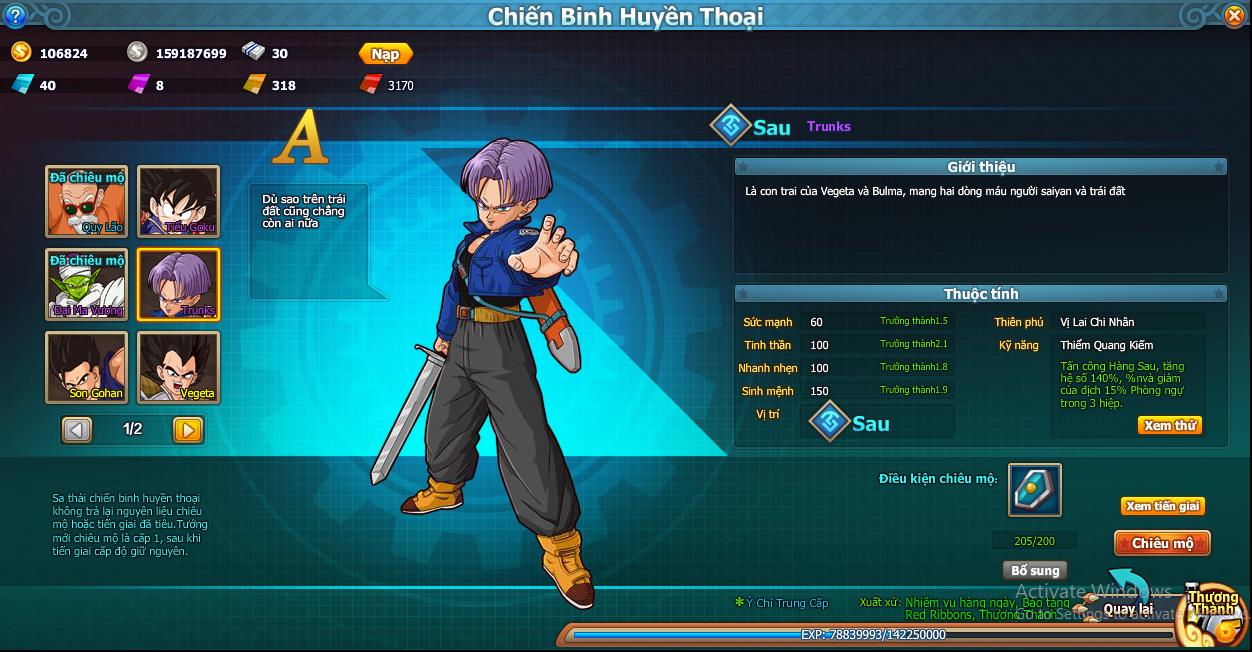 Chiến Binh Huyền Thoại
106824
159187699
30
Nạp
40
8
318
3170
A
Sau
Trunks
Giới thiệu
Là con trai của Vegeta và Bulma, mang hai dòng máu người saiyan và trái đất
Đã chiêu mộ
Quy Lão
Tiểu Goku
Đã chiêu mộ
Đại Ma Vương
Trunks
Son Gohan
Vegeta
1/2
Dù sao trên trái
đất cũng chẳng
còn ai nữa
Thuộc tính
Sức mạnh 60 Trưởng thành1.5
Tinh thần 100 Trưởng thành2.1
Nhanh nhẹn 100 Trưởng thành1.8
Sinh mệnh 150 Trưởng thành1.9
Vị trí
Sau
Thiên phú Vị Lai Chi Nhân
Kỹ năng Thiểm Quang Kiếm
Tấn công Hàng Sau, tăng
hệ số 140%, %nvà giảm
của địch 15% Phòng ngự
trong 3 hiệp.
Xem thử
Sa thải chiến binh huyền thoại
không trả lại nguyên liệu chiêu
mộ hoặc tiến giai đã tiêu.Tướng
mới chiêu mộ là cấp 1, sau khi
tiến giai cấp độ giữ nguyên.
Điều kiện chiêu mộ:
205/200
Bổ sung
Xem tiến giai
Chiêu mộ
Activate Windows
Go to Settings to activate
*Ý Chí Trung Cấp
Xuất xứ: Nhiệm vụ hàng ngày, Bảo tàng
Red Ribbons, Thương Thành
Quay lại
Thương
Thành
EXP: 78839993/142250000